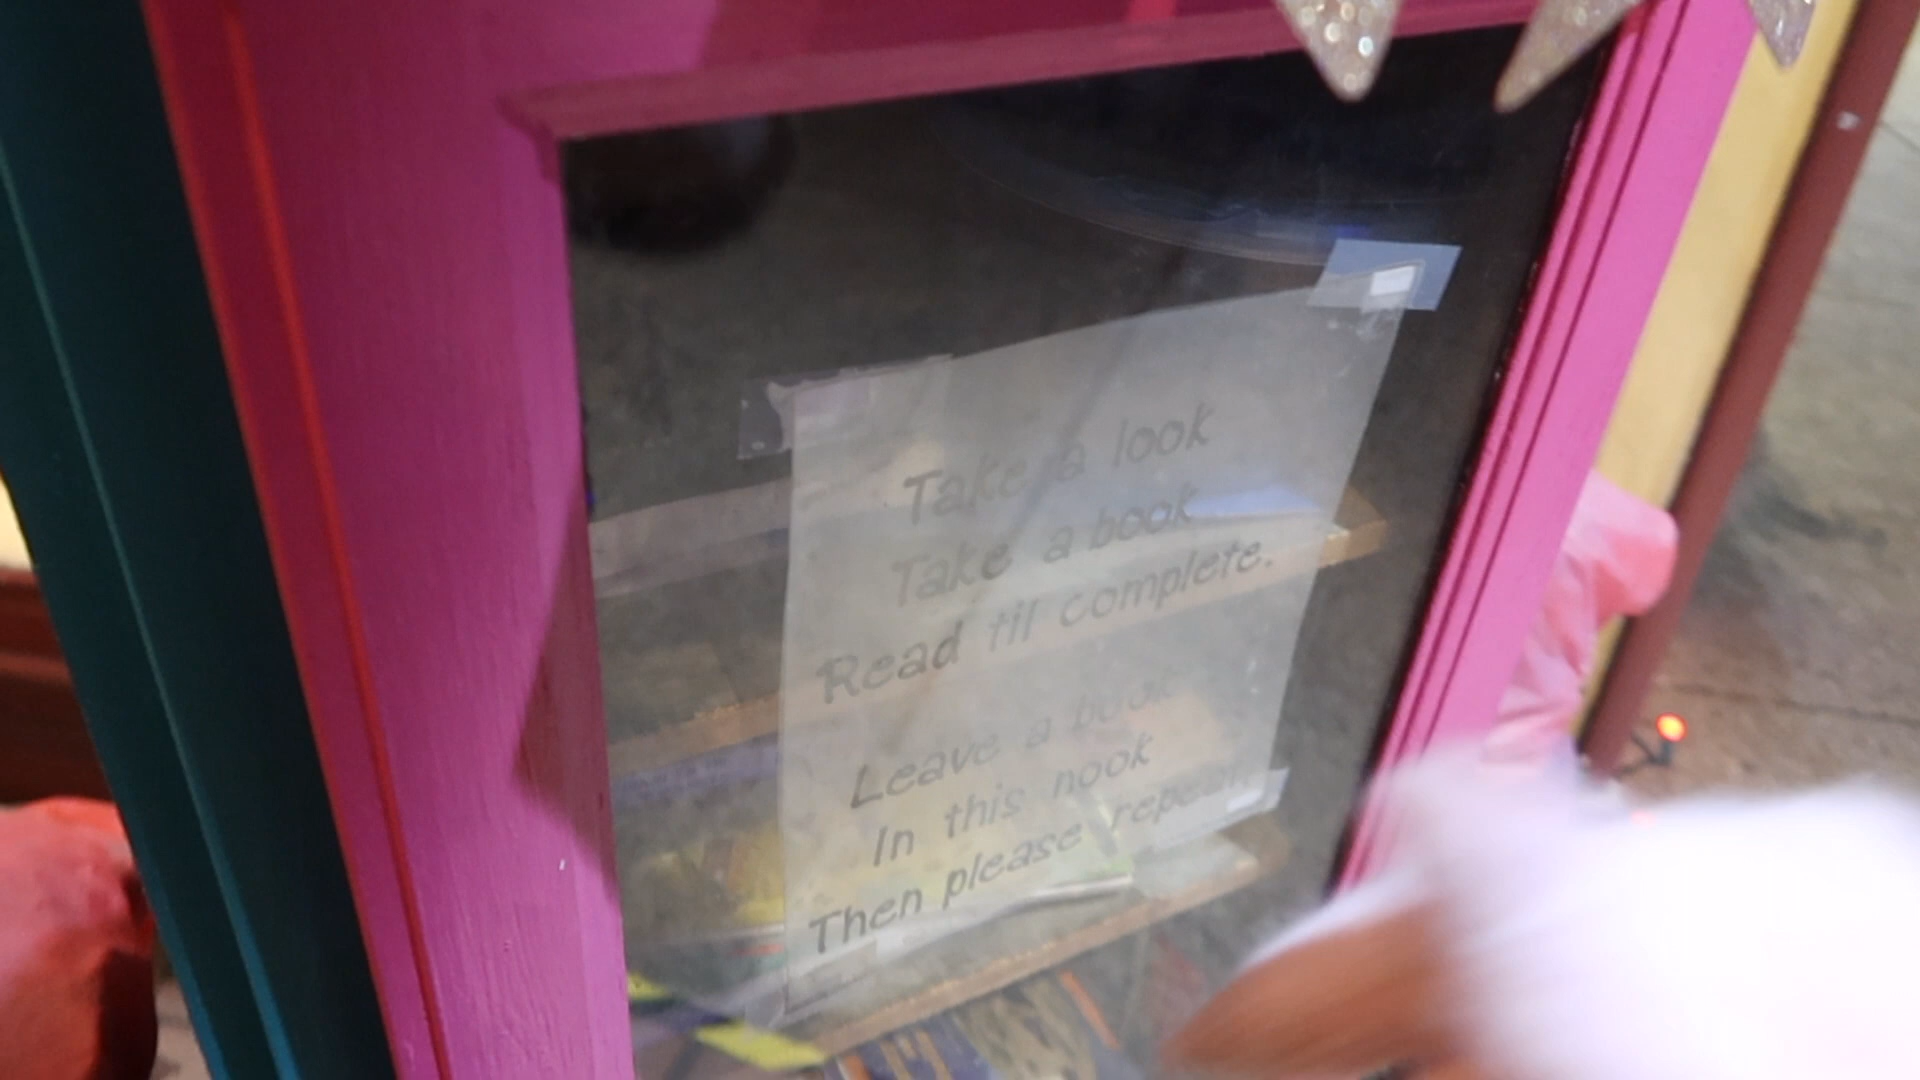 Take a look
Take a book
Read til complete.
Leave a book
In this nook
Then please repeat.